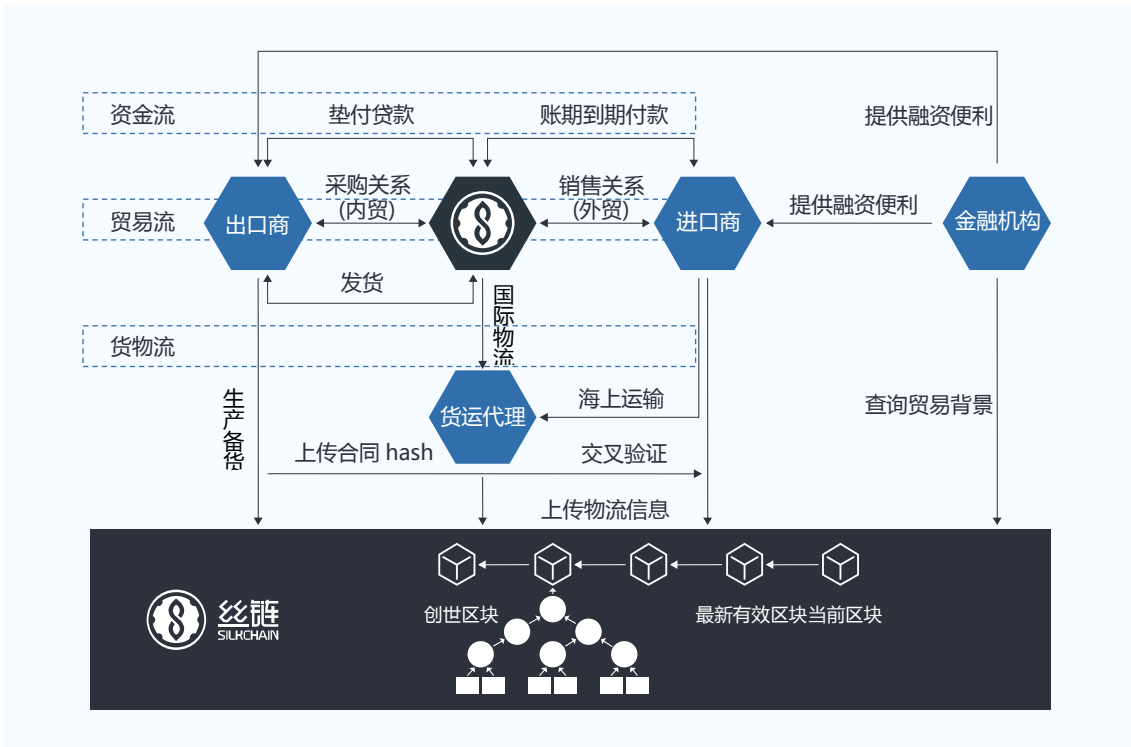 资金流
垫付贷款
账期到期付款
提供融资便利
采购关系
(内贸)
销售关系
(外贸)
提供融资便利
贸易流
出口商
进口商
金融机构
发货
国际物流
货物流
生产备货
海上运输
查询贸易背景
货运代理
上传合同 hash
交叉验证
上传物流信息
丝链
SILKCHAIN
创世区块
最新有效区块
当前区块